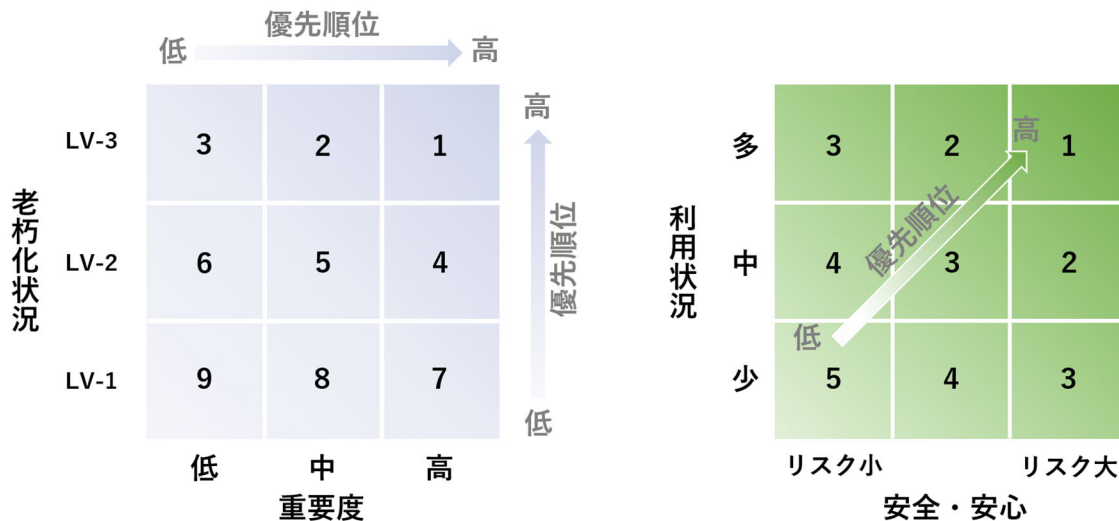 優先順位
低 高
老朽化状況
LV-3 3 2 1
LV-2 6 5 4
LV-1 9 8 7
低 中 高
重要度
高
優先順位
低
利用状況
多 3 2 1
中 4 3 2
少 5 4 3
高
優先順位
低
リスク小 リスク大
安全・安心